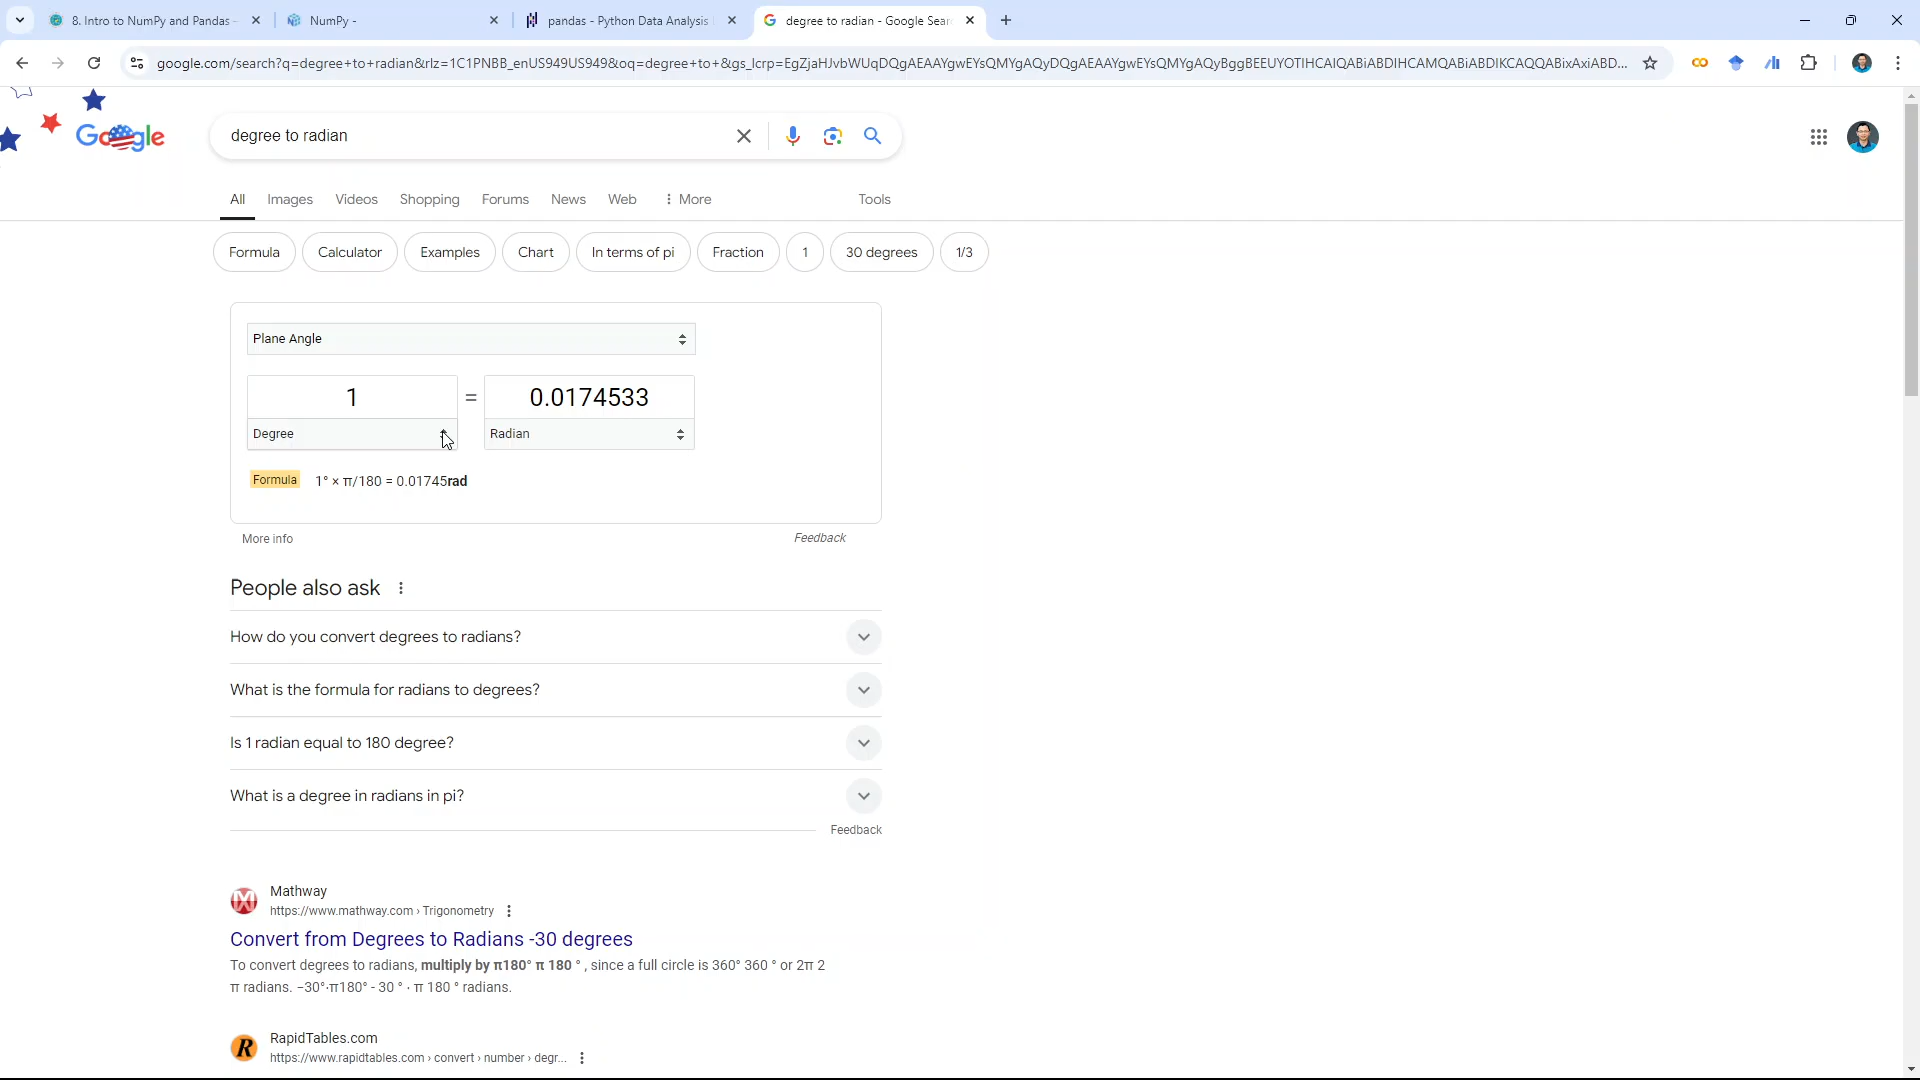 8. Intro to NumPy and Pandas
NumPy -
pandas - Python Data Analysis
degree to radian - Google Sear
google.com/search?q=degree+to+radian&rlz=1C1PNBB_enUS949US949&oq=degree+to+&gs_lcrp=EgZjaHJvbWUqDQgAEAAYgwEYsQMYgAQyDQgAEAAYgwEYsQMYgAQyBggBEEUYOTIHCAIQABiABDIHCAMQABiABDIKCAQQABixAxiABD...
Google
degree to radian
All
Images
Videos
Shopping
Forums
News
Web
More
Tools
Formula
Calculator
Examples
Chart
In terms of pi
Fraction
1
30 degrees
1/3
Plane Angle
1 = 0.0174533
Degree
Radian
Formula 1° × π/180 = 0.01745rad
More info
Feedback
People also ask
How do you convert degrees to radians?
What is the formula for radians to degrees?
Is 1 radian equal to 180 degree?
What is a degree in radians in pi?
Feedback
Mathway
https://www.mathway.com › Trigonometry
Convert from Degrees to Radians -30 degrees
To convert degrees to radians, multiply by π180° π 180 ° , since a full circle is 360° 360 ° or 2π 2
π radians. −30°⋅π180° - 30 ° ⋅ π 180 ° radians.
RapidTables.com
https://www.rapidtables.com › convert › number › degr...